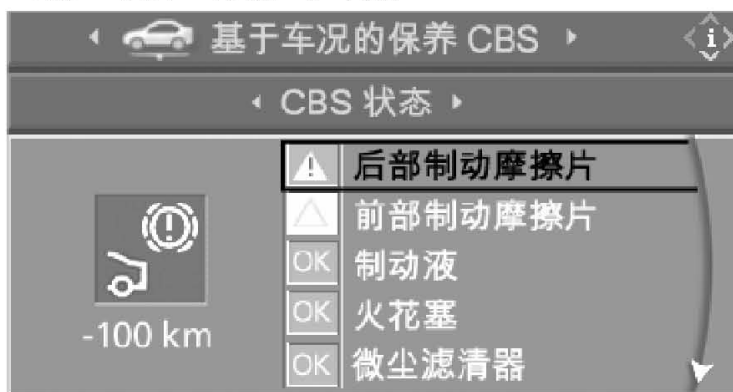 基于车况的保养 CBS
CBS 状态
后部制动摩擦片
前部制动摩擦片
OK 制动液
OK 火花塞
OK 微尘滤清器
-100 km